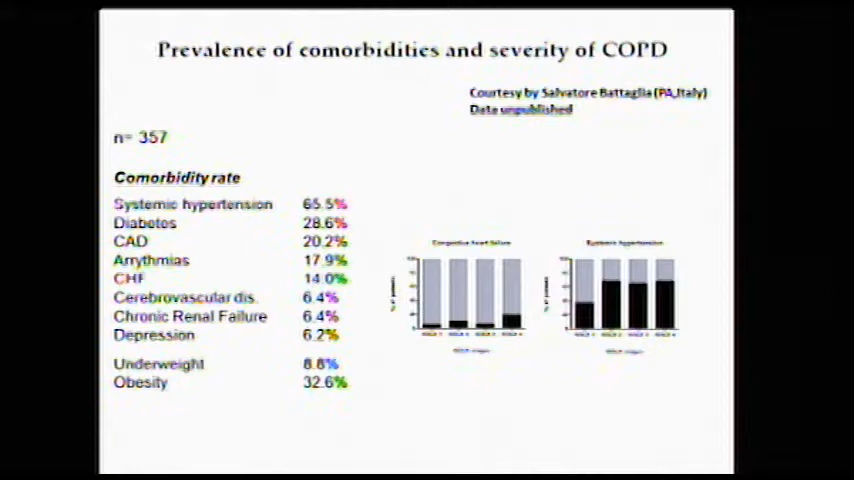 Prevalence of comorbidities and severity of COPD
Courtesy by Salvatore Battaglia (PA,Italy)
Data unpublished
n= 357
Comorbidity rate
Systemic hypertension 65.5%
Diabetes 28.6%
CAD 20.2%
Arrythmias 17.9%
CHF 14.0%
Cerebrovascular dis. 6.4%
Chronic Renal Failure 6.4%
Depression 6.2%
Underweight 8.8%
Obesity 32.6%
Congestive heart failure
Systemic hypertension